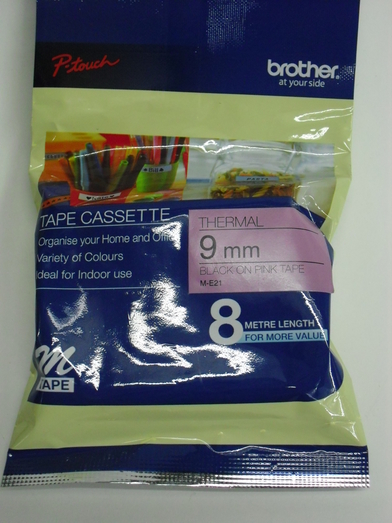 P-touch
brother
at your side
TAPE CASSETTE
Organise your Home and Office
Variety of Colours
Ideal for Indoor use
THERMAL
9 mm
BLACK ON PINK TAPE
M-E21
8 METRE LENGTH
FOR MORE VALUE
M
TAPE